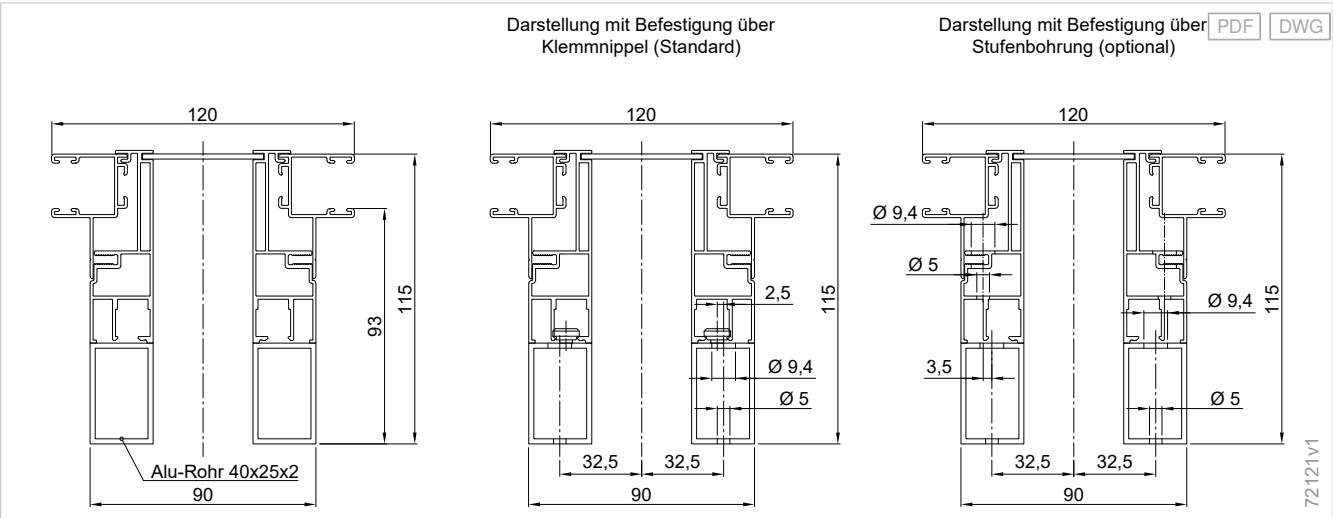 Darstellung mit Befestigung über
Klemmnippel (Standard)
Darstellung mit Befestigung über
Stufenbohrung (optional)
PDF
DWG
120
93
115
Alu-Rohr 40x25x2
90
120
2,5
115
Ø 9,4
Ø 5
32,5
32,5
90
120
Ø 9,4
Ø 5
Ø 9,4
115
3,5
Ø 5
32,5
32,5
90
72121v1